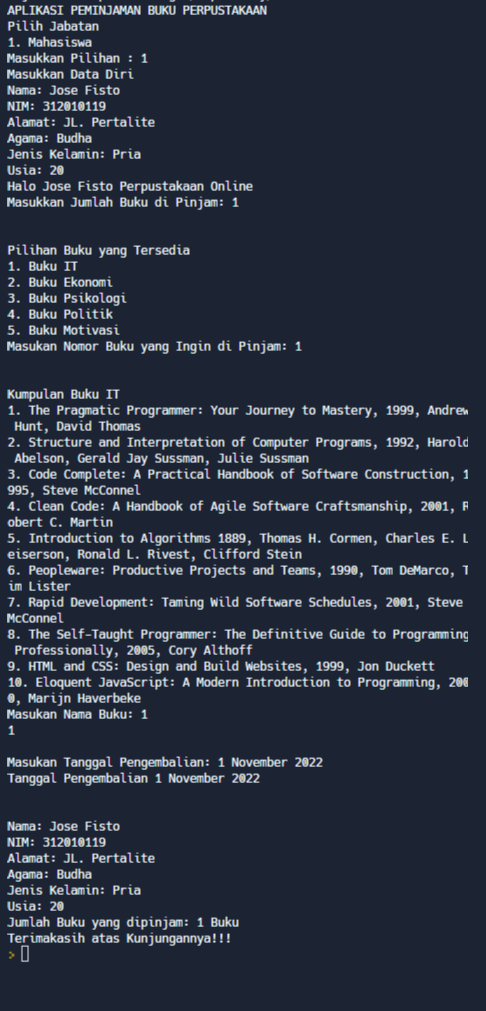 APLIKASI PEMINJAMAN BUKU PERPUSTAKAAN
Pilih Jabatan
1. Mahasiswa
Masukkan Pilihan : 1
Masukkan Data Diri
Nama: Jose Fisto
NIM: 312010119
Alamat: JL. Pertalite
Agama: Budha
Jenis Kelamin: Pria
Usia: 20
Halo Jose Fisto Perpustakaan Online
Masukkan Jumlah Buku di Pinjam: 1
Pilihan Buku yang Tersedia
1. Buku IT
2. Buku Ekonomi
3. Buku Psikologi
4. Buku Politik
5. Buku Motivasi
Masukan Nomor Buku yang Ingin di Pinjam: 1
Kumpulan Buku IT
1. The Pragmatic Programmer: Your Journey to Mastery, 1999, Andrew
Hunt, David Thomas
2. Structure and Interpretation of Computer Programs, 1992, Harold
Abelson, Gerald Jay Sussman, Julie Sussman
3. Code Complete: A Practical Handbook of Software Construction, 1
995, Steve McConnel
4. Clean Code: A Handbook of Agile Software Craftsmanship, 2001, R
obert C. Martin
5. Introduction to Algorithms 1889, Thomas H. Cormen, Charles E. L
eiserson, Ronald L. Rivest, Clifford Stein
6. Peopleware: Productive Projects and Teams, 1990, Tom DeMarco, T
im Lister
7. Rapid Development: Taming Wild Software Schedules, 2001, Steve
McConnel
8. The Self-Taught Programmer: The Definitive Guide to Programming
Professionally, 2005, Cory Althoff
9. HTML and CSS: Design and Build Websites, 1999, Jon Duckett
10. Eloquent JavaScript: A Modern Introduction to Programming, 200
0, Marijn Haverbeke
Masukan Nama Buku: 1
1
Masukan Tanggal Pengembalian: 1 November 2022
Tanggal Pengembalian 1 November 2022
Nama: Jose Fisto
NIM: 312010119
Alamat: JL. Pertalite
Agama: Budha
Jenis Kelamin: Pria
Usia: 20
Jumlah Buku yang dipinjam: 1 Buku
Terimakasih atas Kunjungannya!!!
>